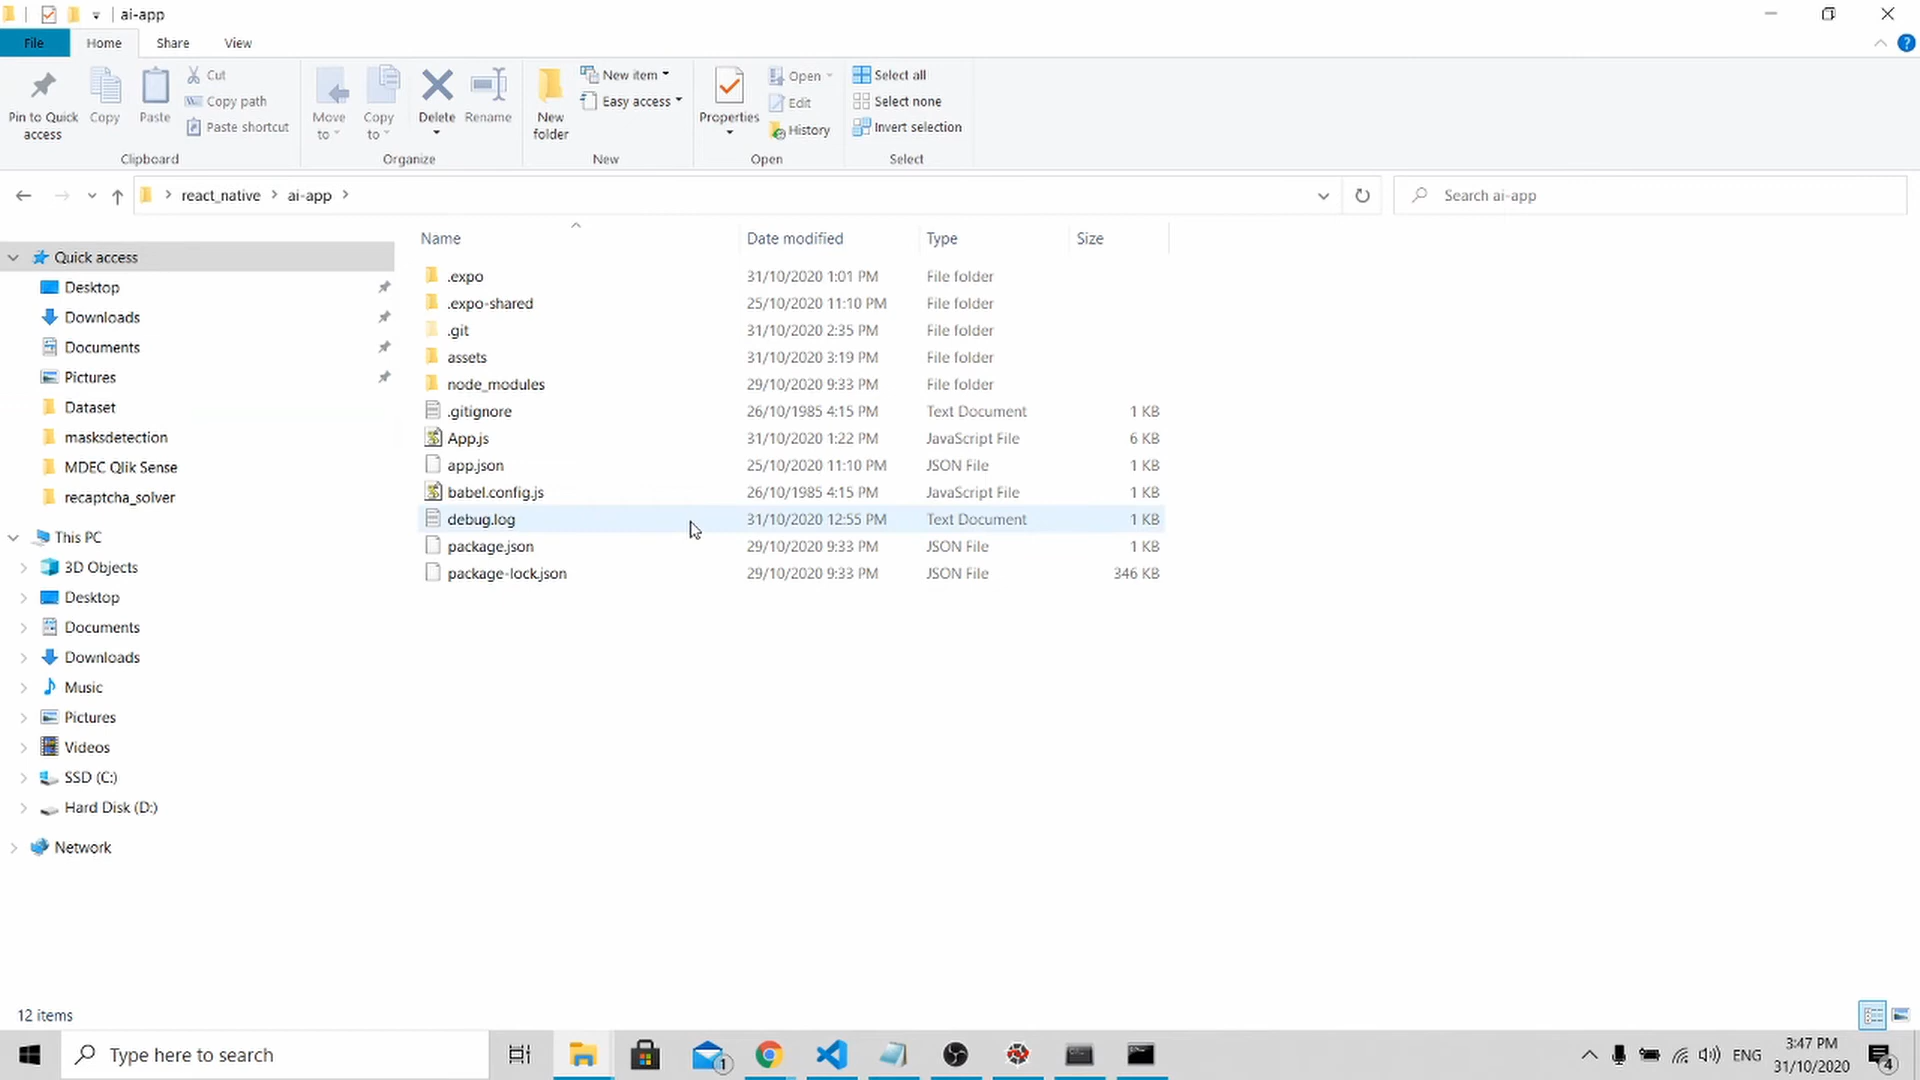 ai-app
File Home Share View
Pin to Quick access
Copy
Paste
Cut
Copy path
Paste shortcut
Clipboard
Move to
Copy to
Delete
Rename
Organize
New folder
New item
Easy access
New
Properties
Open
Edit
History
Open
Select all
Select none
Invert selection
Select
react_native > ai-app >
Search ai-app
Name Date modified Type Size
.expo 31/10/2020 1:01 PM File folder
.expo-shared 25/10/2020 11:10 PM File folder
.git 31/10/2020 2:35 PM File folder
assets 31/10/2020 3:19 PM File folder
node_modules 29/10/2020 9:33 PM File folder
.gitignore 26/10/1985 4:15 PM Text Document 1 KB
App.js 31/10/2020 1:22 PM JavaScript File 6 KB
app.json 25/10/2020 11:10 PM JSON File 1 KB
babel.config.js 26/10/1985 4:15 PM JavaScript File 1 KB
debug.log 31/10/2020 12:55 PM Text Document 1 KB
package.json 29/10/2020 9:33 PM JSON File 1 KB
package-lock.json 29/10/2020 9:33 PM JSON File 346 KB
Quick access
Desktop
Downloads
Documents
Pictures
Dataset
masksdetection
MDEC Qlik Sense
recaptcha_solver
This PC
3D Objects
Desktop
Documents
Downloads
Music
Pictures
Videos
SSD (C:)
Hard Disk (D:)
Network
12 items
Type here to search
1
ENG
3:47 PM
31/10/2020
4